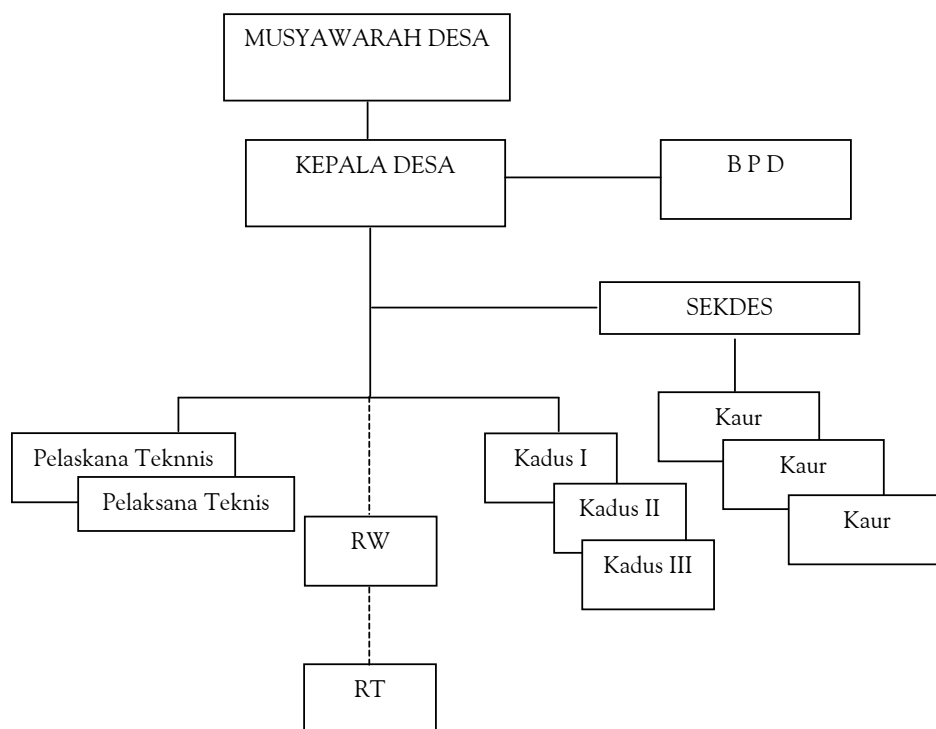 MUSYAWARAH DESA
KEPALA DESA
B P D
SEKDES
Kaur
Kaur
Kaur
Pelaskana Teknnis
Pelaksana Teknis
Kadus I
Kadus II
Kadus III
RW
RT